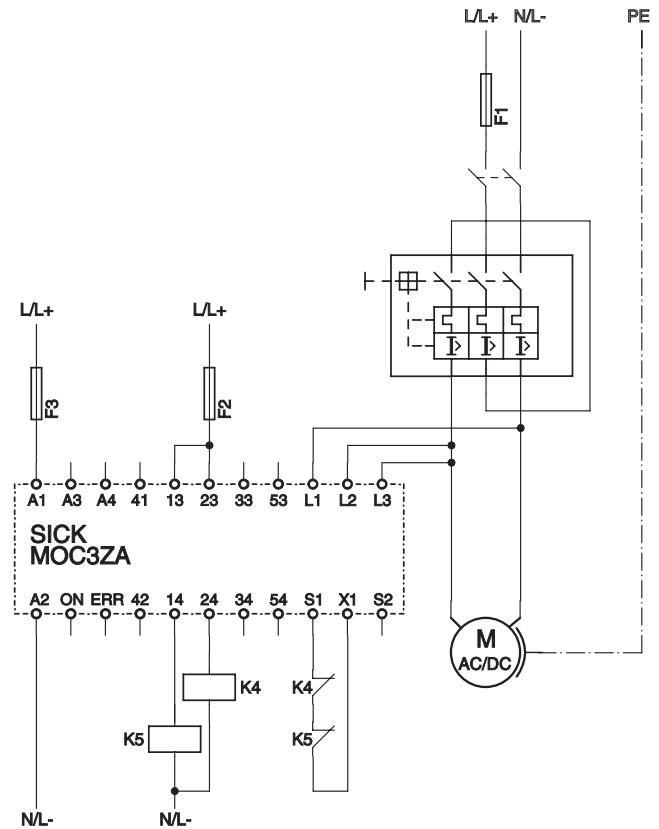 L/L+ N/L- PE
F1
L/L+ L/L+
F3 F2
I> I> I>
A1 A3 A4 41 13 23 33 53 L1 L2 L3
SICK
MOC3ZA
A2 ON ERR 42 14 24 34 54 S1 X1 S2
M
AC/DC
K4 K4
K5 K5
N/L- N/L-